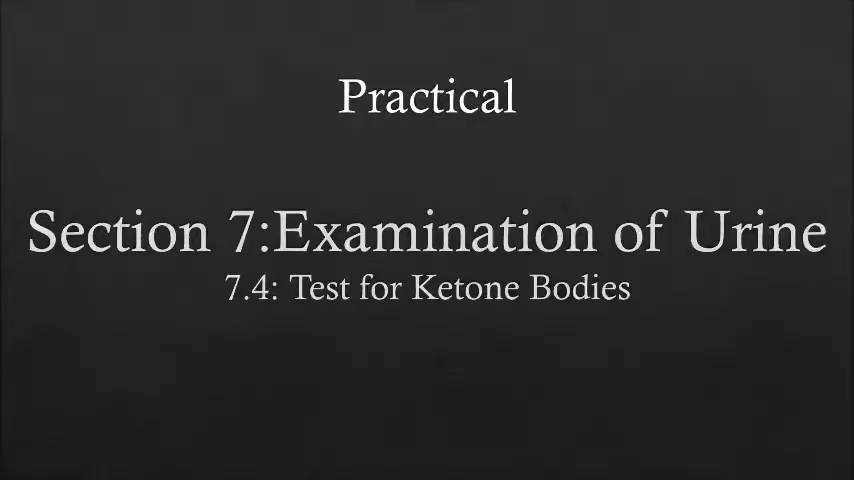 Practical
Section 7:Examination of Urine
7.4: Test for Ketone Bodies